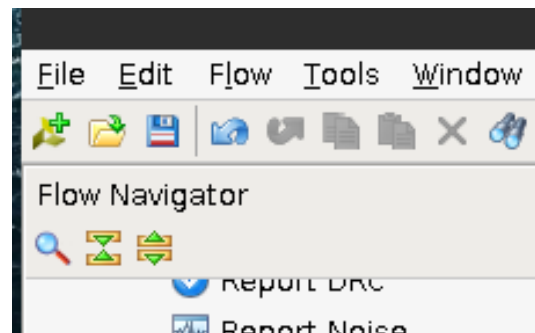 File Edit Flow Tools Window
Flow Navigator
Report DRC
Report Noise